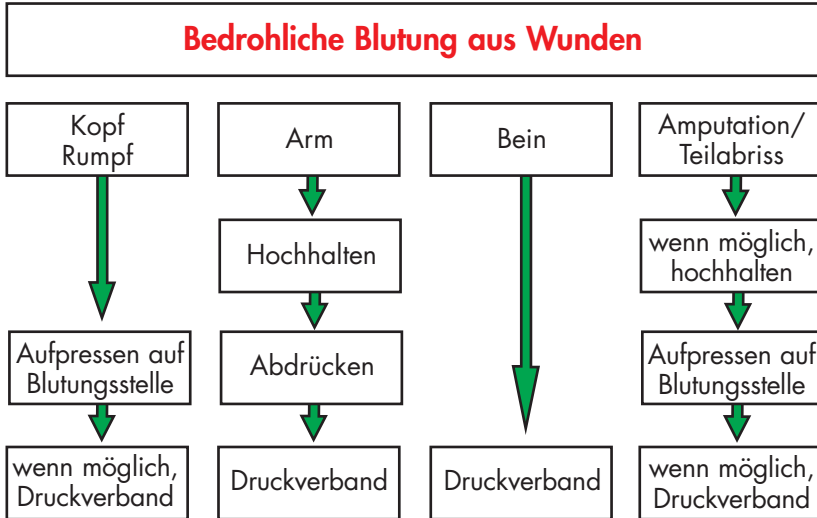 Bedrohliche Blutung aus Wunden
Kopf
Rumpf
Aufpressen auf
Blutungsstelle
wenn möglich,
Druckverband
Arm
Hochhalten
Abdrücken
Druckverband
Bein
Druckverband
Amputation/
Teilabriss
wenn möglich,
hochhalten
Aufpressen auf
Blutungsstelle
wenn möglich,
Druckverband